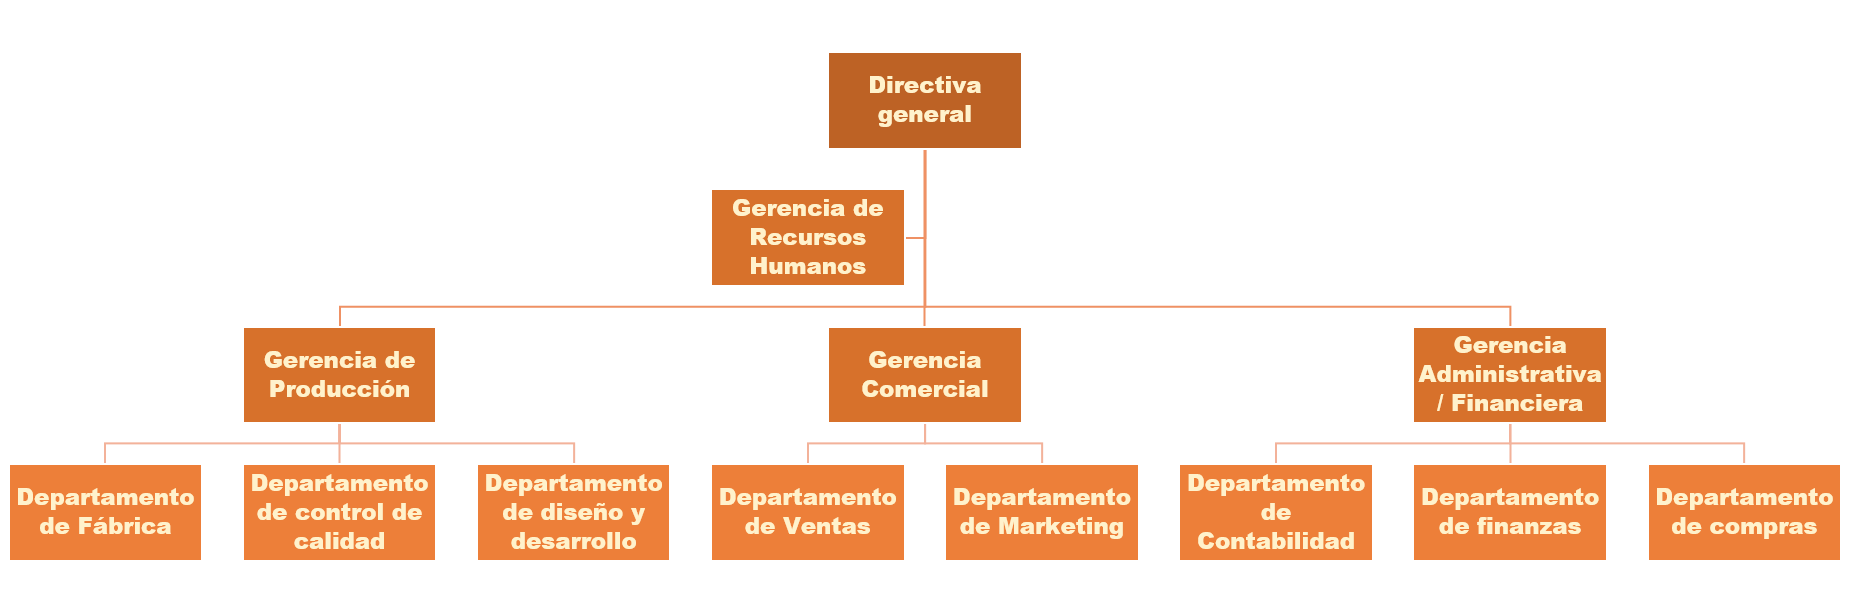 Directiva
general
Gerencia de
Recursos
Humanos
Gerencia de
Producción
Gerencia
Comercial
Gerencia
Administrativa
/ Financiera
Departamento
de Fábrica
Departamento
de control de
calidad
Departamento
de diseño y
desarrollo
Departamento
de Ventas
Departamento
de Marketing
Departamento
de
Contabilidad
Departamento
de finanzas
Departamento
de compras